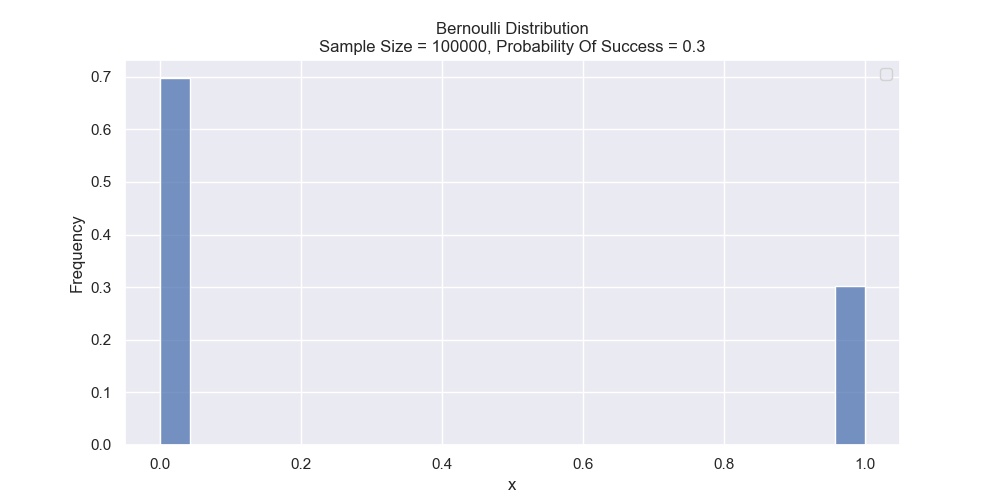 Bernoulli Distribution
Sample Size = 100000, Probability Of Success = 0.3
Frequency
0.7
0.6
0.5
0.4
0.3
0.2
0.1
0.0
0.0 0.2 0.4 0.6 0.8 1.0
x